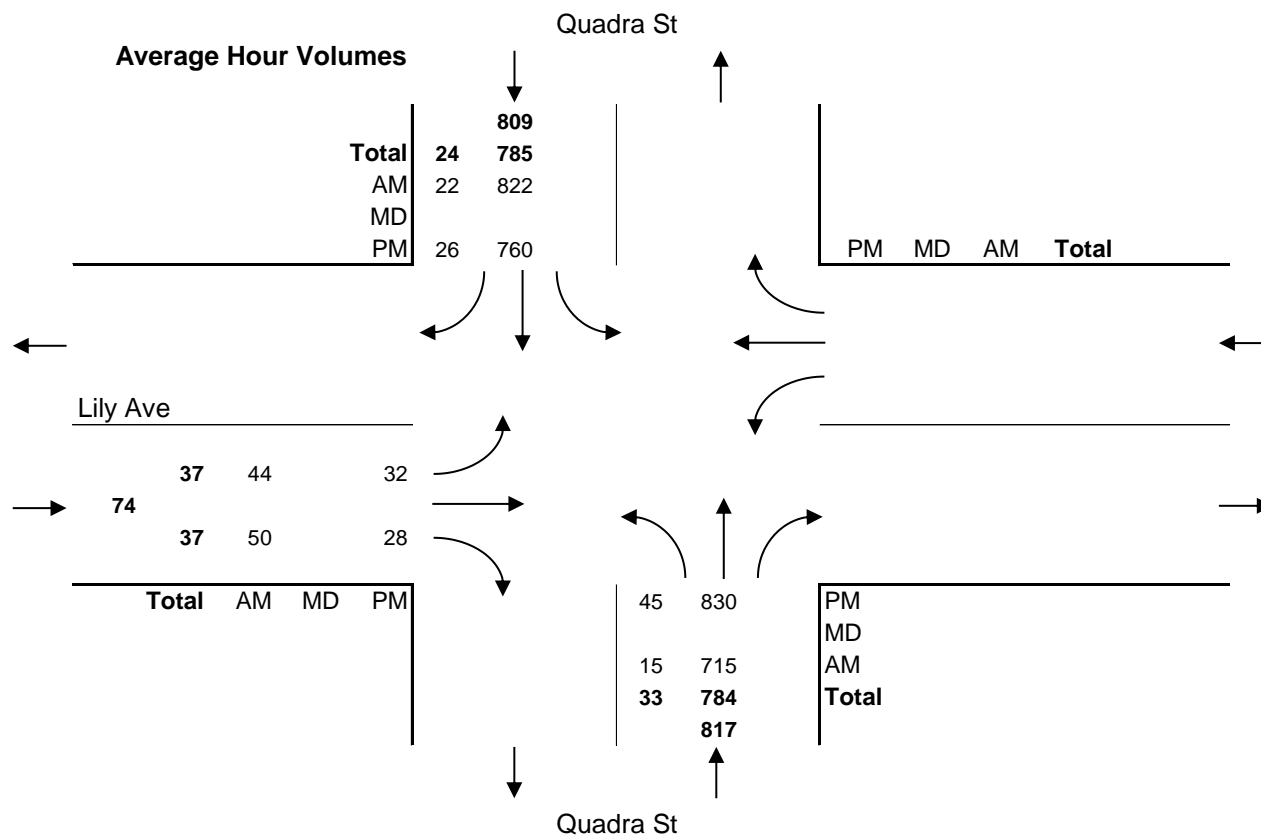 Quadra St
Average Hour Volumes
809
Total 24 785
AM 22 822
MD
PM 26 760
PM MD AM Total
Lily Ave
37 44 32
74
37 50 28
Total AM MD PM
45 830 PM
MD
15 715 AM
33 784 Total
817
Quadra St